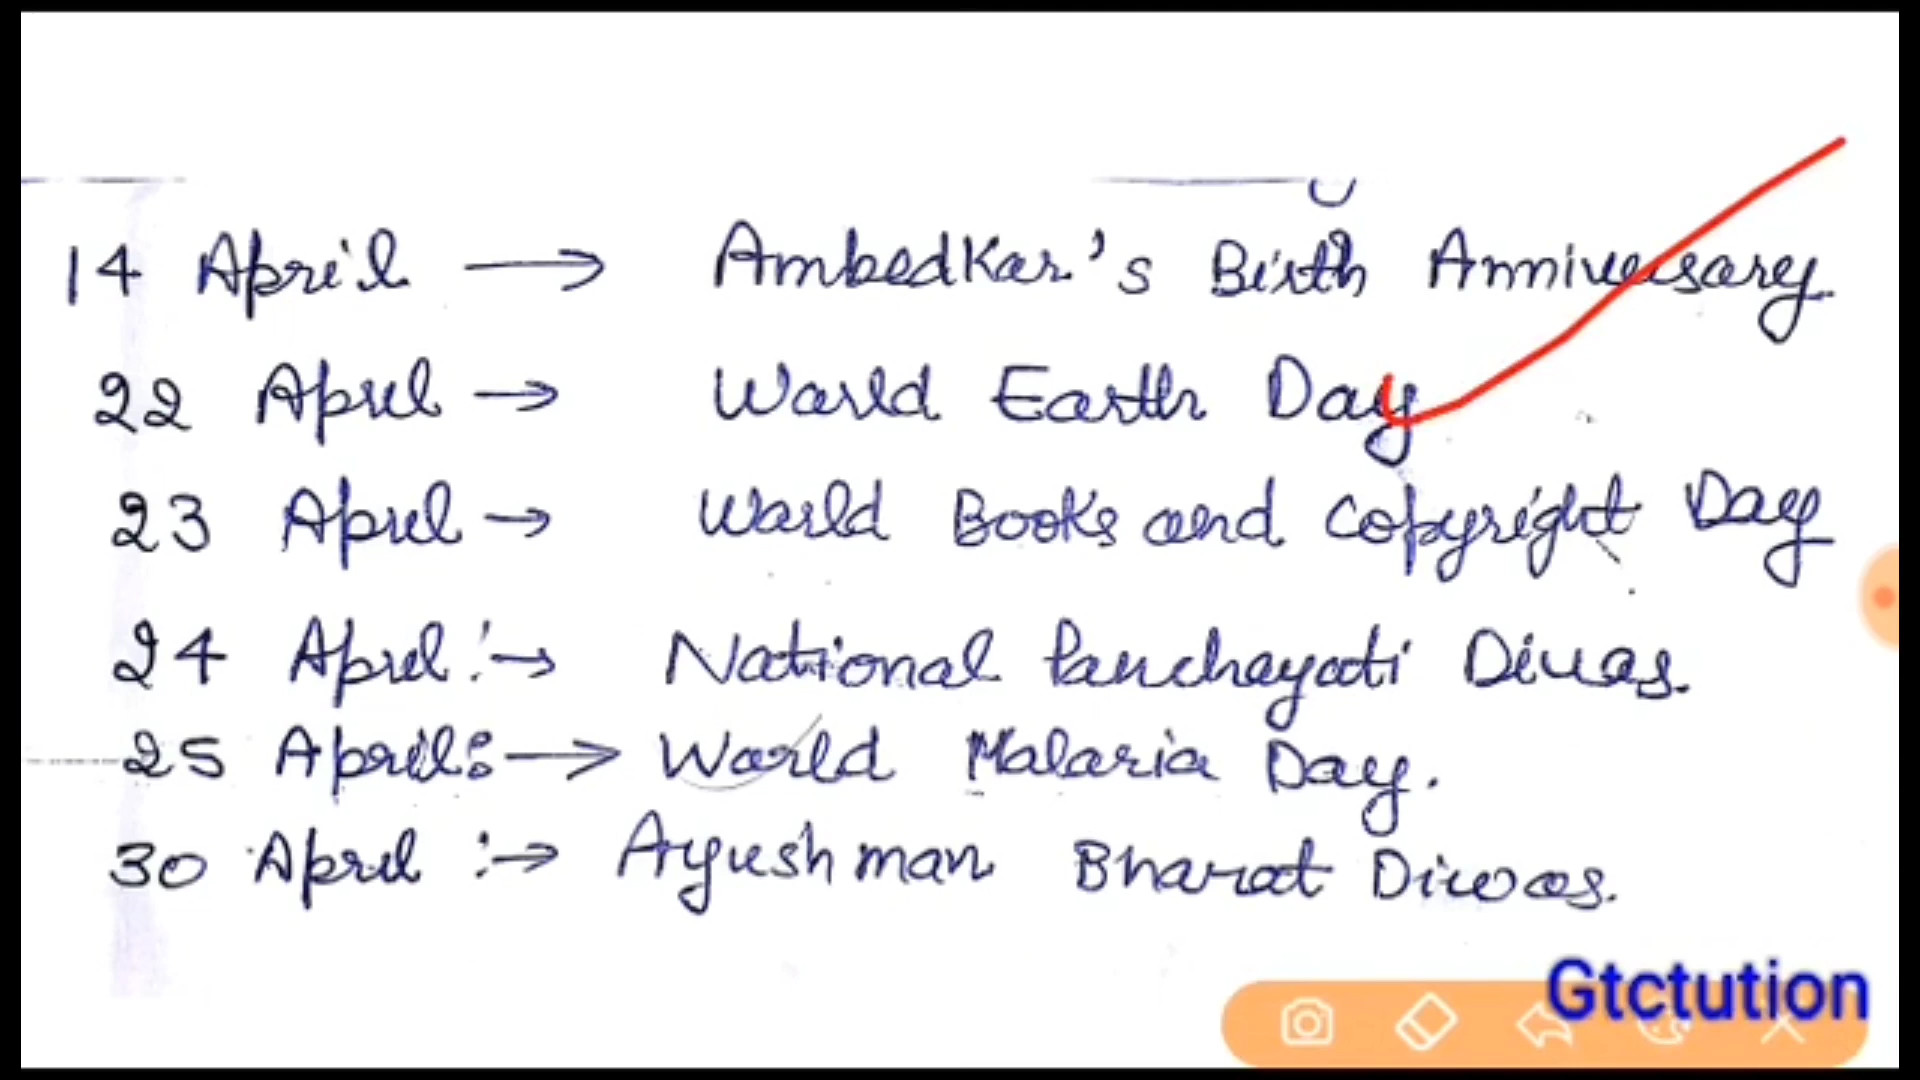 14 April → Ambedkar's Birth Anniversary
22 April → World Earth Day
23 April → World Books and Copyright Day
24 April :→ National Panchayati Divas.
25 April :→ World Malaria Day.
30 April :→ Ayushman Bharat Diwas.
Gtctution